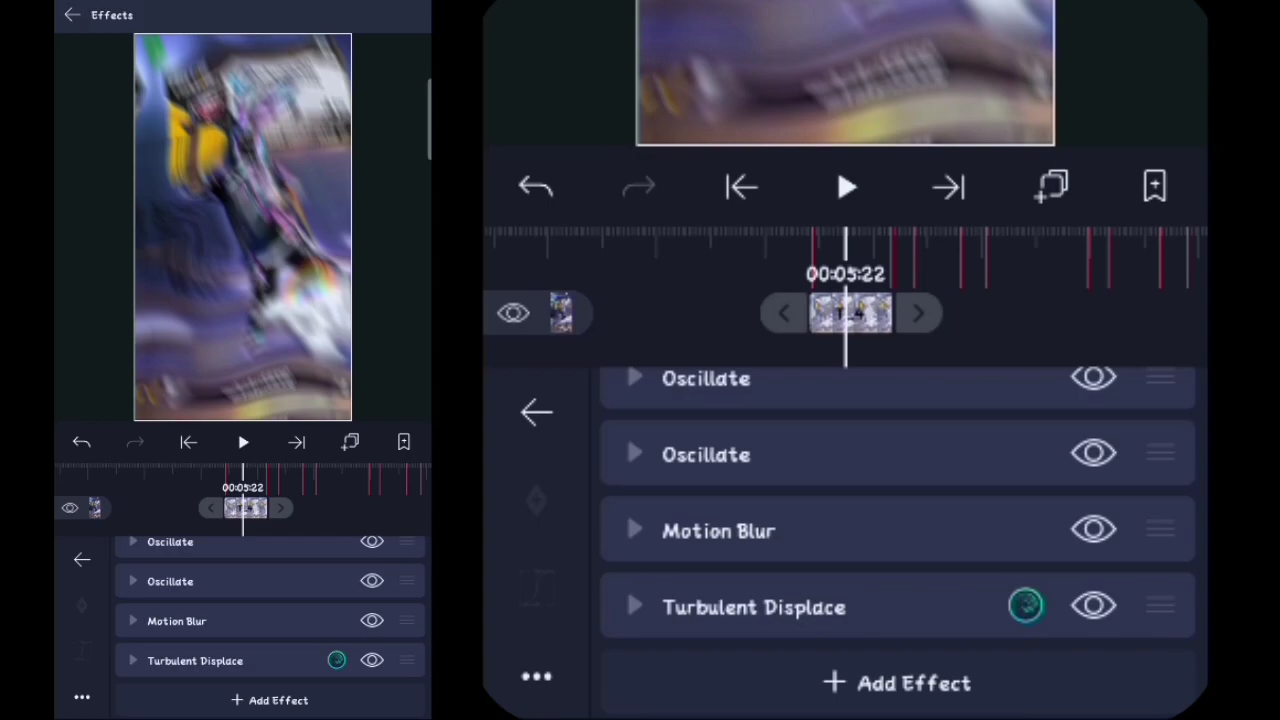 Effects
00:05:22
Oscillate
Oscillate
Motion Blur
Turbulent Displace
+ Add Effect
00:05:22
Oscillate
Oscillate
Motion Blur
Turbulent Displace
+ Add Effect